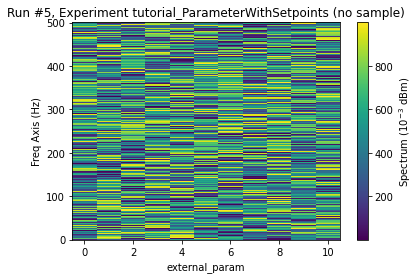 Run #5, Experiment tutorial_ParameterWithSetpoints (no sample)
500
400
300
200
100
0
Freq Axis (Hz)
0 2 4 6 8 10
external_param
800
600
400
200
Spectrum (10⁻³ dBm)